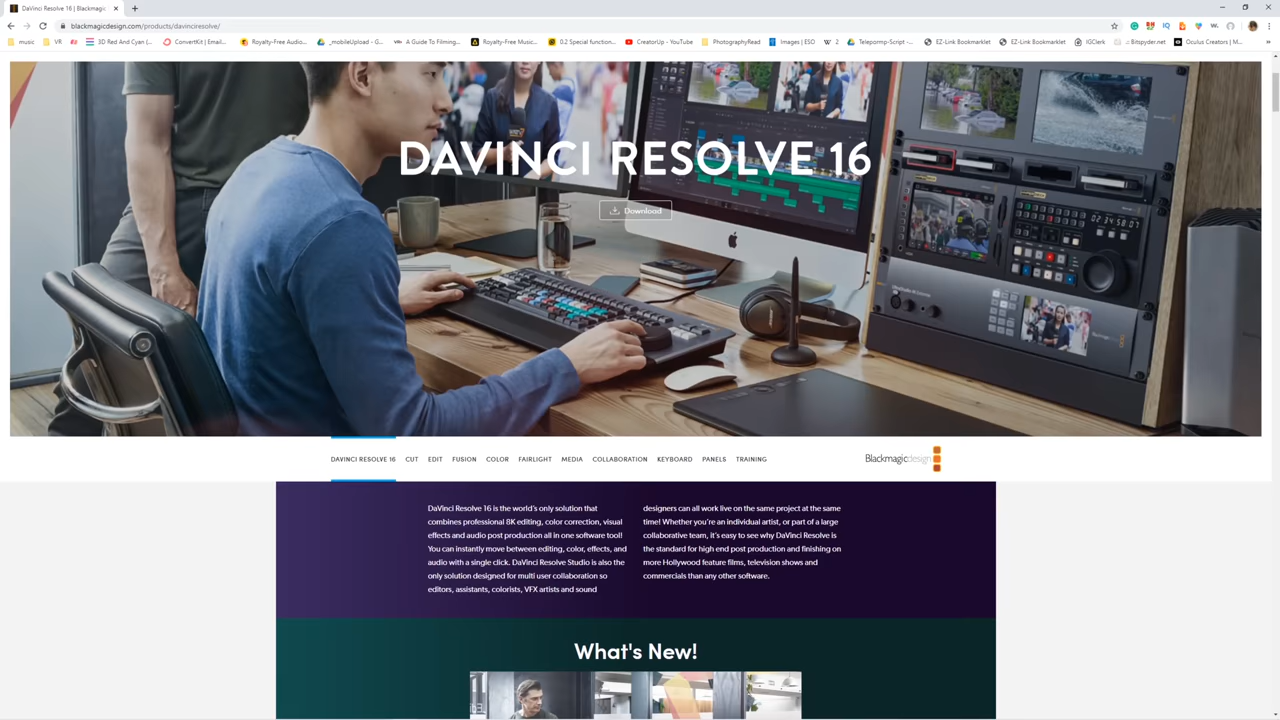 DaVinci Resolve 16 | Blackmagic
blackmagicdesign.com/products/davinciresolve/
music
VR
3D Red And Cyan (...
ConvertKit | Email...
Royalty-Free Audio...
_mobileUpload - G...
A Guide To Filming...
Royalty-Free Music...
0.2 Special function...
CreatorUp - YouTube
PhotographyRead
Images | ESO
2
Telepormp-Script -...
EZ-Link Bookmarklet
EZ-Link Bookmarklet
IGClerk
.: Bitspyder.net
Oculus Creators | M...
DAVINCI RESOLVE 16
Download
02:34:58:07
DAVINCI RESOLVE 16
CUT
EDIT
FUSION
COLOR
FAIRLIGHT
MEDIA
COLLABORATION
KEYBOARD
PANELS
TRAINING
Blackmagicdesign
DaVinci Resolve 16 is the world's only solution that
combines professional 8K editing, color correction, visual
effects and audio post production all in one software tool!
You can instantly move between editing, color, effects, and
audio with a single click. DaVinci Resolve Studio is also the
only solution designed for multi user collaboration so
editors, assistants, colorists, VFX artists and sound
designers can all work live on the same project at the same
time! Whether you're an individual artist, or part of a large
collaborative team, it's easy to see why DaVinci Resolve is
the standard for high end post production and finishing on
more Hollywood feature films, television shows and
commercials than any other software.
What's New!